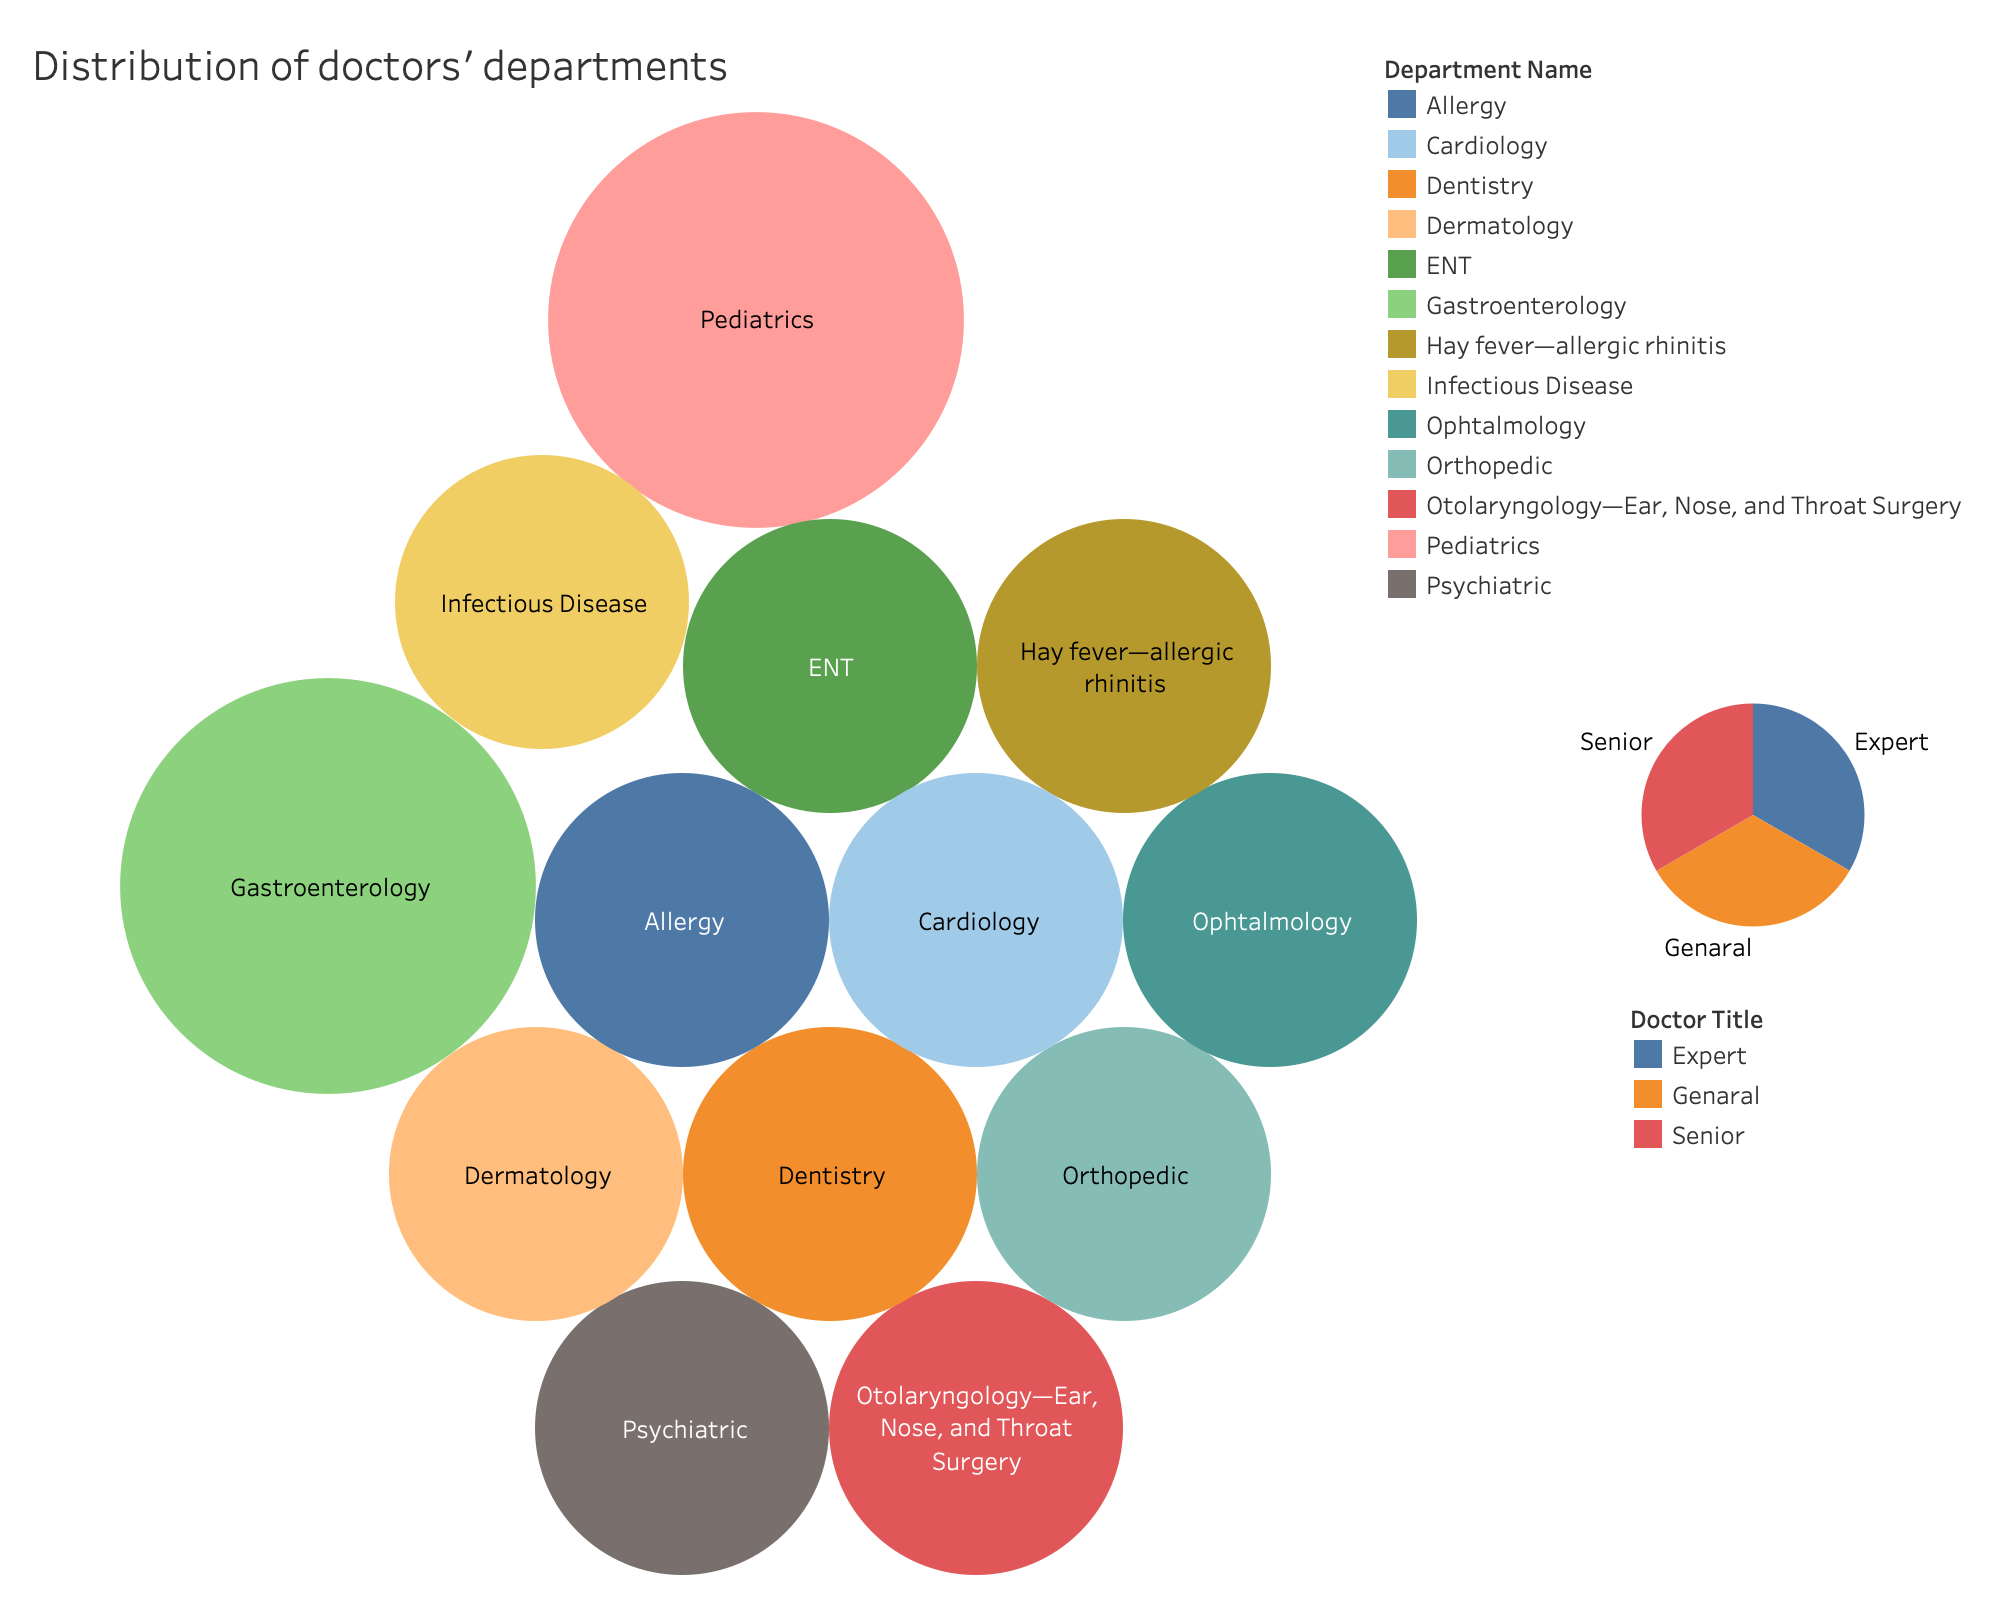 Distribution of doctors’ departments
Pediatrics
Infectious Disease
ENT
Hay fever—allergic
rhinitis
Gastroenterology
Allergy
Cardiology
Ophtalmology
Dermatology
Dentistry
Orthopedic
Psychiatric
Otolaryngology—Ear,
Nose, and Throat
Surgery
Department Name
Allergy
Cardiology
Dentistry
Dermatology
ENT
Gastroenterology
Hay fever—allergic rhinitis
Infectious Disease
Ophtalmology
Orthopedic
Otolaryngology—Ear, Nose, and Throat Surgery
Pediatrics
Psychiatric
Senior
Expert
Genaral
Doctor Title
Expert
Genaral
Senior